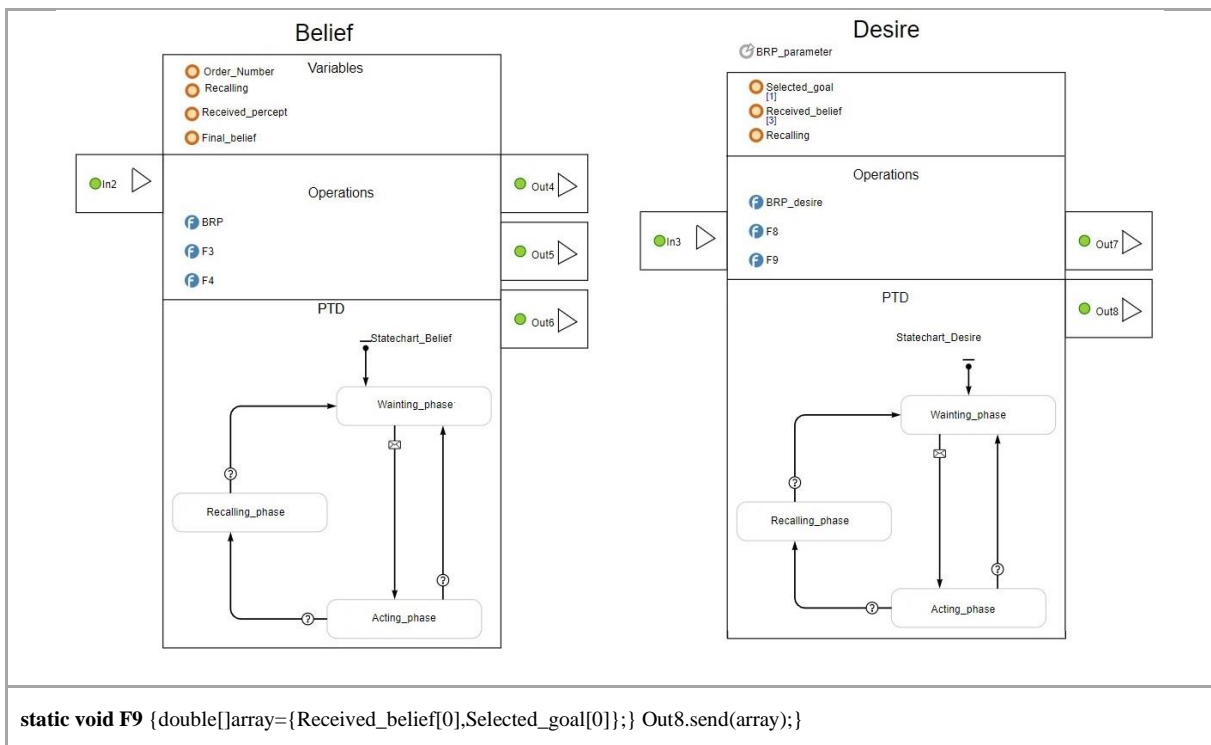 Belief
Variables
Order_Number
Recalling
Received_percept
Final_belief
In2
Operations
BRP
F3
F4
Out4
Out5
Out6
PTD
Statechart_Belief
Wainting_phase
Recalling_phase
Acting_phase
Desire
BRP_parameter
Selected_goal
[1]
Received_belief
[3]
Recalling
Operations
BRP_desire
In3
F8
F9
Out7
Out8
PTD
Statechart_Desire
Wainting_phase
Recalling_phase
Acting_phase
static void F9 {double[]array={Received_belief[0],Selected_goal[0]};} Out8.send(array);}